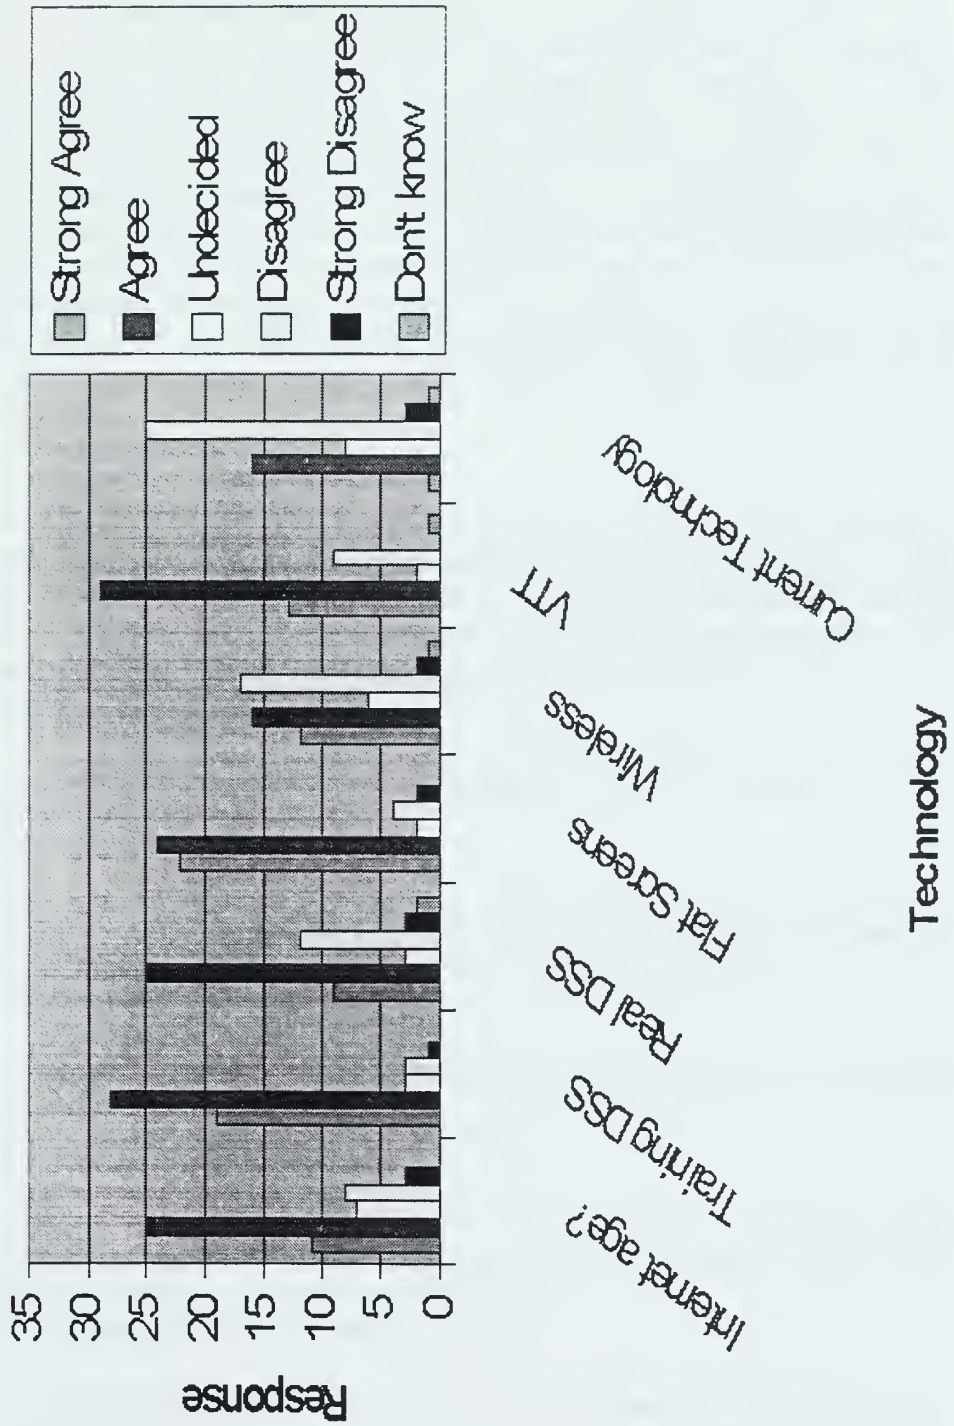 Response
35
30
25
20
15
10
5
0
Internet age?
Training DSS
Real DSS
Flat Screens
Wireless
VTT
Current Technology
Technology
Strong Agree
Agree
Undecided
Disagree
Strong Disagree
Don't know